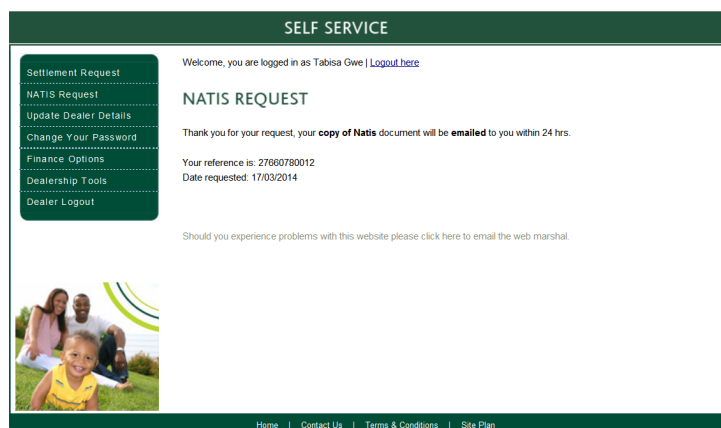 SELF SERVICE
Welcome, you are logged in as Tabisa Gwe | Logout here
Settlement Request
NATIS Request
Update Dealer Details
Change Your Password
Finance Options
Dealership Tools
Dealer Logout
NATIS REQUEST
Thank you for your request, your copy of Natis document will be emailed to you within 24 hrs.
Your reference is: 27660780012
Date requested: 17/03/2014
Should you experience problems with this website please click here to email the web marshal.
Home | Contact Us | Terms & Conditions | Site Plan